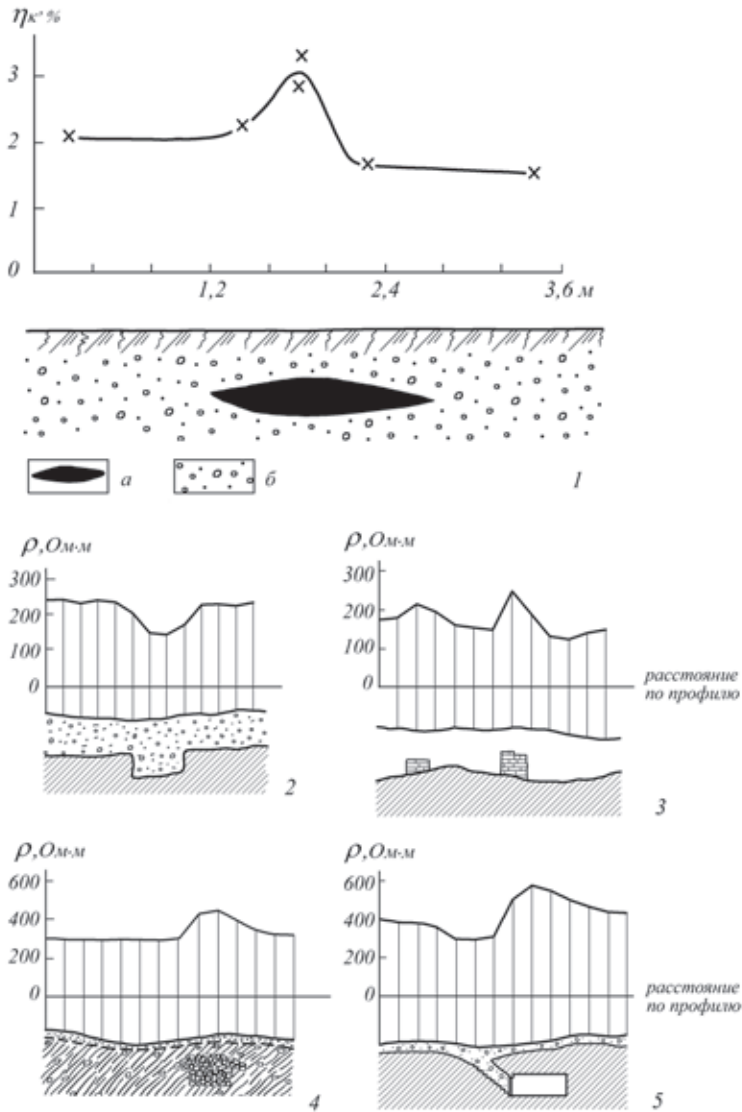 ηк, %
3
2
1
0
1,2 2,4 3,6 м
а б 1
ρ, Ом·м
300
200
100
0
2
ρ, Ом·м
300
200
100
0
расстояние
по профилю
3
ρ, Ом·м
600
400
200
0
4
ρ, Ом·м
600
400
200
0
расстояние
по профилю
5